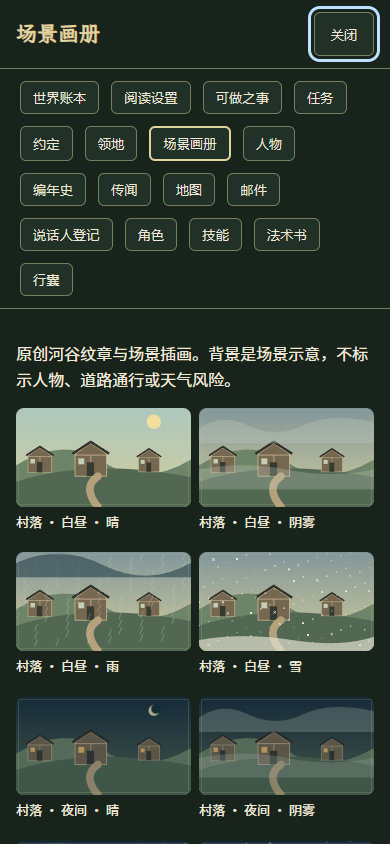 场景画册
关闭
世界账本 阅读设置 可做之事 任务
约定 领地 场景画册 人物
编年史 传闻 地图 邮件
说话人登记 角色 技能 法术书
行囊
原创河谷纹章与场景插画。背景是场景示意，不标
示人物、道路通行或天气风险。
村落 · 白昼 · 晴
村落 · 白昼 · 阴雾
村落 · 白昼 · 雨
村落 · 白昼 · 雪
村落 · 夜间 · 晴
村落 · 夜间 · 阴雾